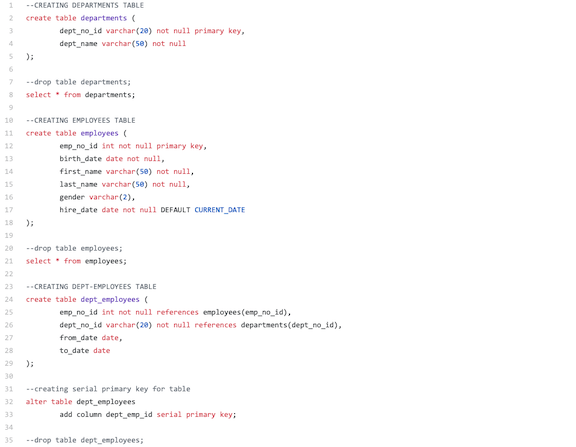 1 --CREATING DEPARTMENTS TABLE
2 create table departments (
3 dept_no_id varchar(20) not null primary key,
4 dept_name varchar(50) not null
5 );
6
7 --drop table departments;
8 select * from departments;
9
10 --CREATING EMPLOYEES TABLE
11 create table employees (
12 emp_no_id int not null primary key,
13 birth_date date not null,
14 first_name varchar(50) not null,
15 last_name varchar(50) not null,
16 gender varchar(2),
17 hire_date date not null DEFAULT CURRENT_DATE
18 );
19
20 --drop table employees;
21 select * from employees;
22
23 --CREATING DEPT-EMPLOYEES TABLE
24 create table dept_employees (
25 emp_no_id int not null references employees(emp_no_id),
26 dept_no_id varchar(20) not null references departments(dept_no_id),
27 from_date date,
28 to_date date
29 );
30
31 --creating serial primary key for table
32 alter table dept_employees
33 add column dept_emp_id serial primary key;
34
35 --drop table dept_employees;